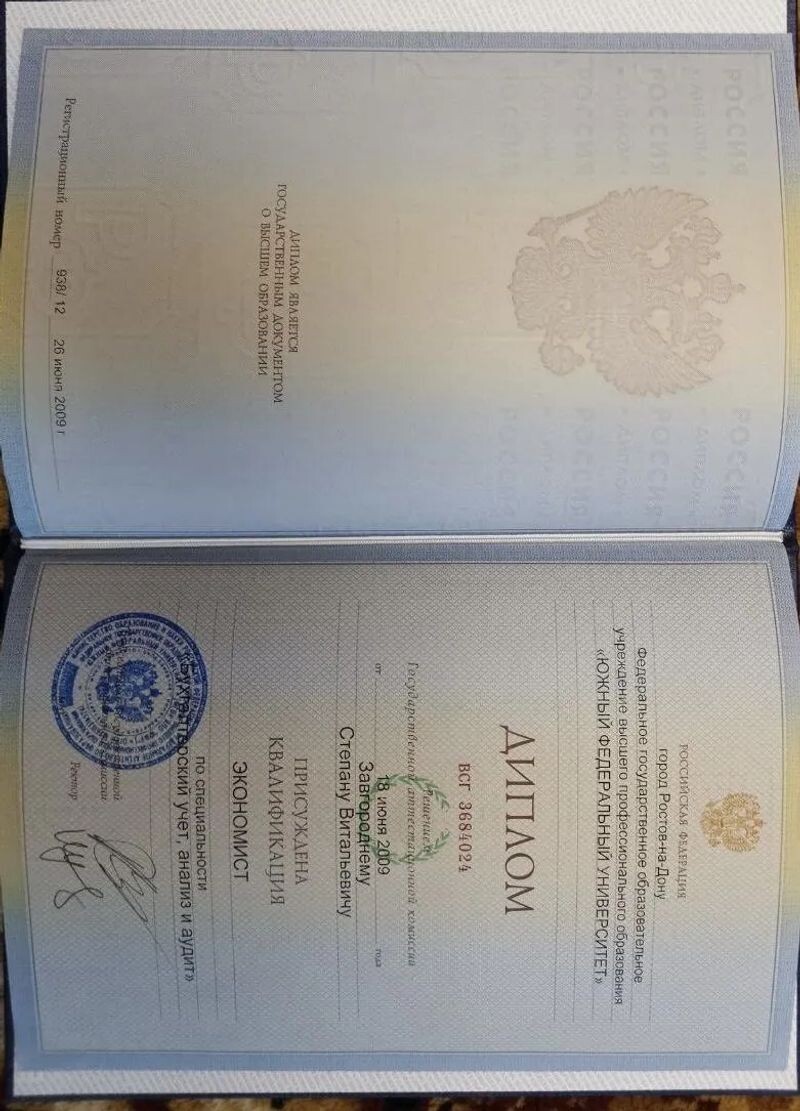 ДИПЛОМ ЯВЛЯЕТСЯ
ГОСУДАРСТВЕННЫМ ДОКУМЕНТОМ
О ВЫСШЕМ ОБРАЗОВАНИИ
Регистрационный номер 938/12 26 июня 2009 г
РОССИЙСКАЯ ФЕДЕРАЦИЯ
город Ростов-на-Дону
Федеральное государственное образовательное
учреждение высшего профессионального образования
«ЮЖНЫЙ ФЕДЕРАЛЬНЫЙ УНИВЕРСИТЕТ»
ДИПЛОМ
ВСГ 3684024
Решением
Государственной аттестационной комиссии
от 18 июня 2009 года
Завгороднему
Степану Витальевичу
ПРИСУЖДЕНА
КВАЛИФИКАЦИЯ
ЭКОНОМИСТ
по специальности
«Бухгалтерский учет, анализ и аудит»
Ректор